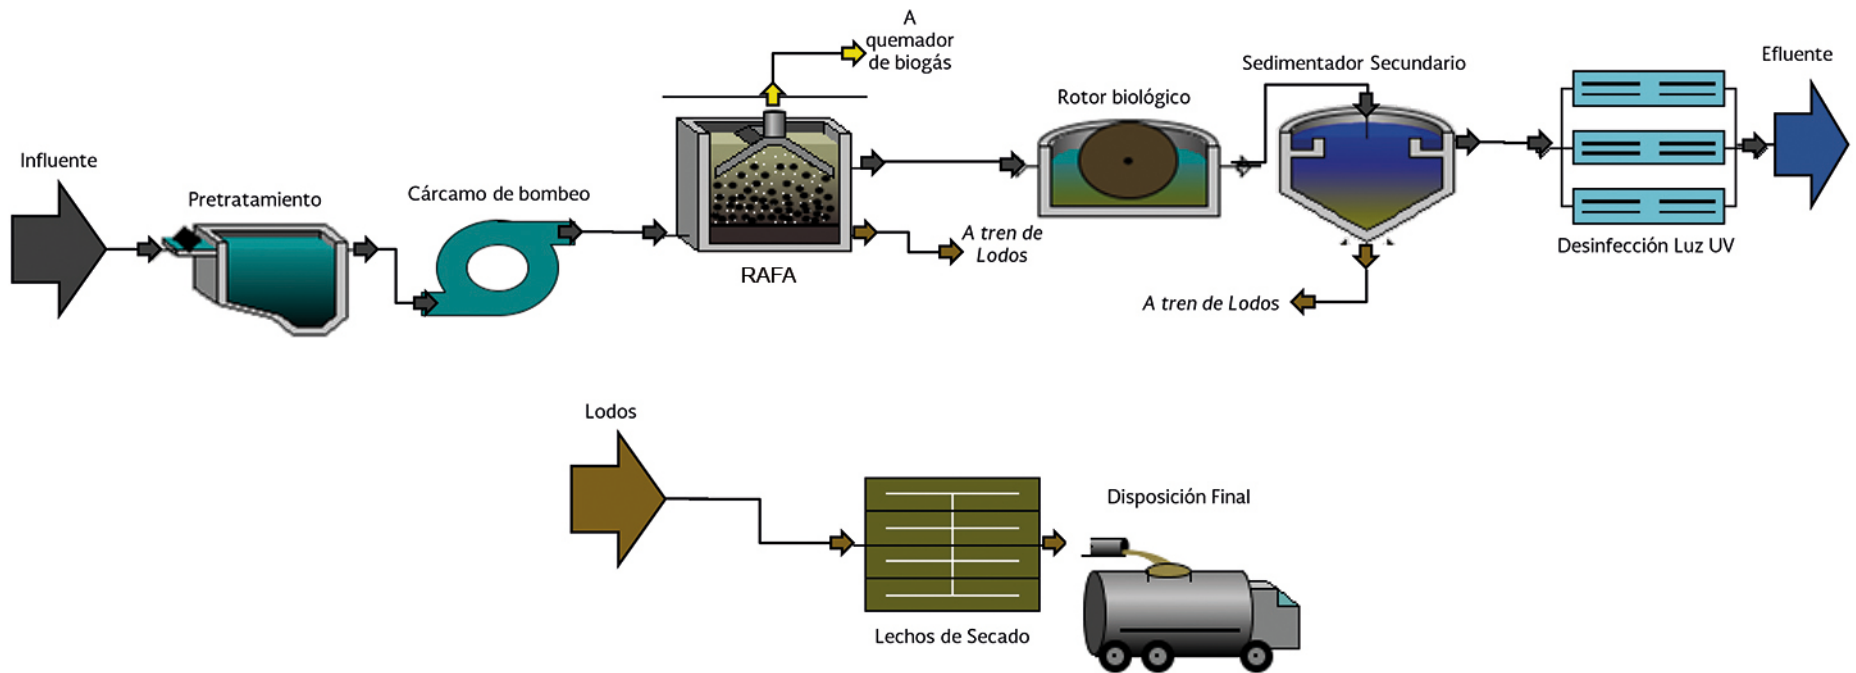 A
quemador
de biogás
Efluente
Sedimentador Secundario
Rotor biológico
Influente
Pretratamiento
Cárcamo de bombeo
A tren de
Lodos
RAFA
Desinfección Luz UV
A tren de Lodos
Lodos
Disposición Final
Lechos de Secado